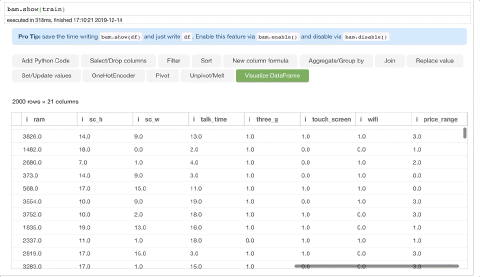 bam.show(train)
executed in 318ms, finished 17:10:21 2019-12-14
Pro Tip: save the time writing bam.show(df) and just write df. Enable this feature via bam.enable() and disable via bam.disable()
Add Python Code Select/Drop columns Filter Sort New column formula Aggregate/Group by Join Replace value
Set/Update values OneHotEncoder Pivot Unpivot/Melt Visualize DataFrame
2000 rows × 21 columns
i ram i sc_h i sc_w i talk_time i three_g i touch_screen i wifi i price_range
3826.0 14.0 9.0 13.0 1.0 1.0 1.0 3.0
1482.0 18.0 0.0 2.0 1.0 0.0 1.0 1.0
2680.0 7.0 1.0 4.0 1.0 0.0 1.0 2.0
373.0 14.0 9.0 3.0 1.0 0.0 1.0 0.0
568.0 17.0 15.0 11.0 1.0 1.0 1.0 0.0
3554.0 10.0 9.0 19.0 1.0 0.0 1.0 3.0
3752.0 10.0 2.0 18.0 1.0 1.0 0.0 3.0
1835.0 19.0 13.0 16.0 1.0 1.0 0.0 1.0
2337.0 11.0 1.0 18.0 0.0 1.0 1.0 1.0
2819.0 17.0 15.0 3.0 1.0 1.0 0.0 3.0
3283.0 17.0 1.0 15.0 1.0 0.0 0.0 3.0